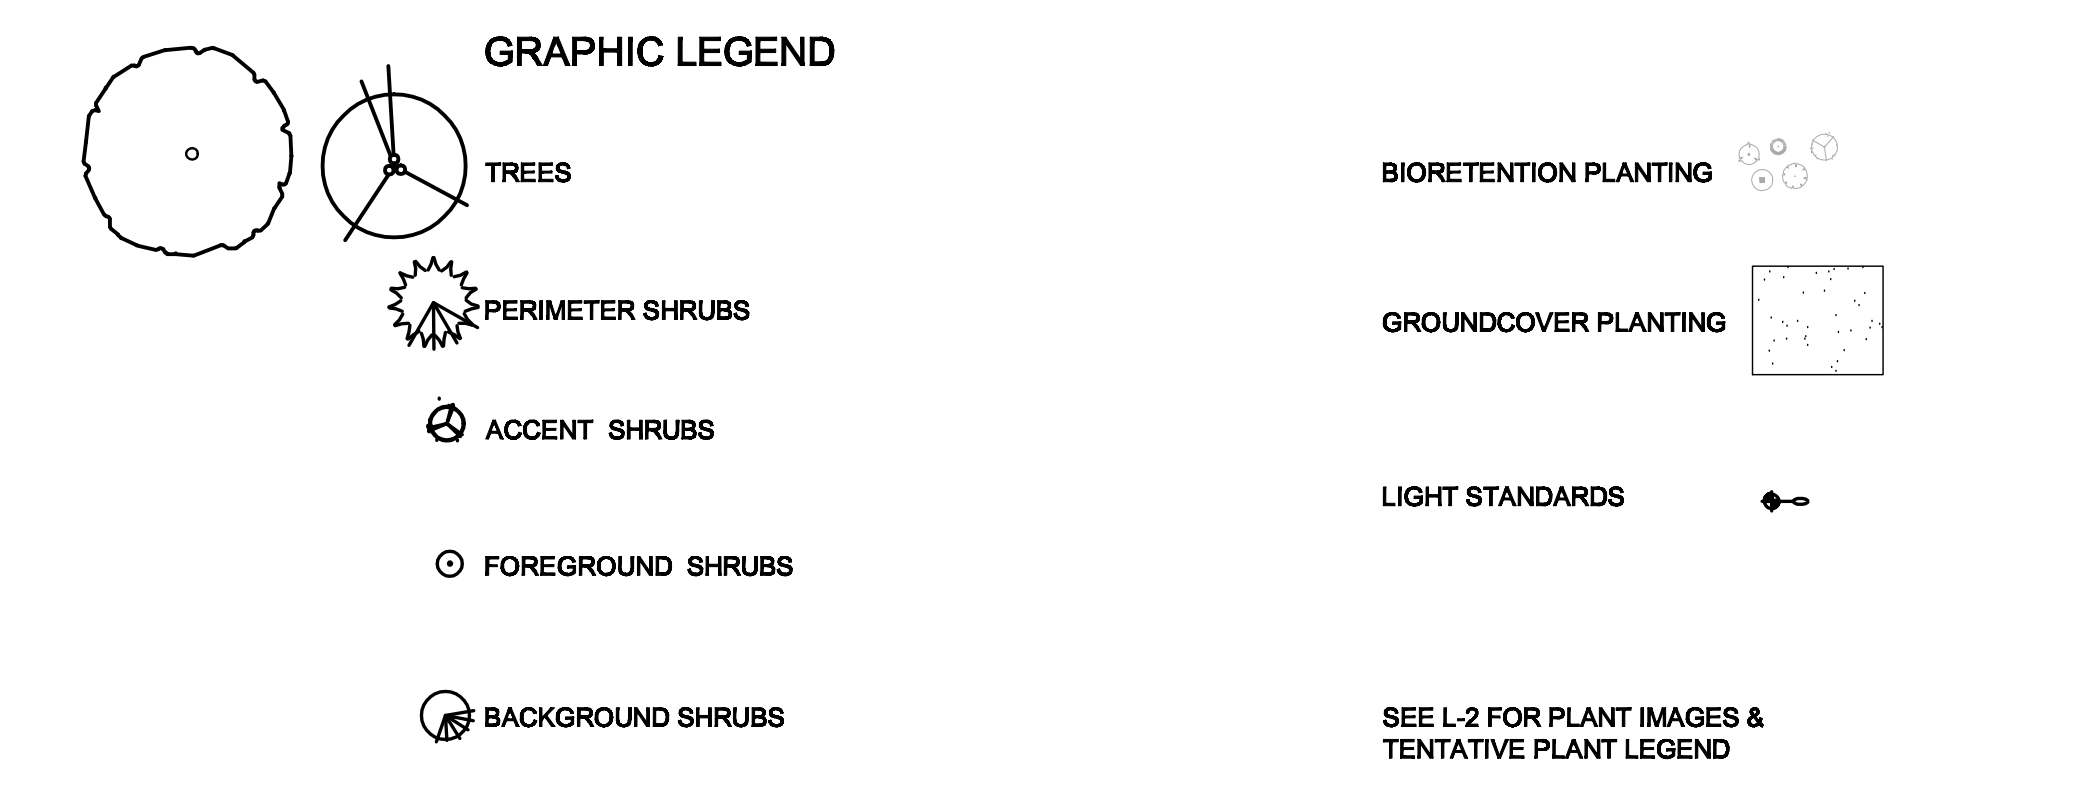 GRAPHIC LEGEND
TREES
PERIMETER SHRUBS
ACCENT SHRUBS
FOREGROUND SHRUBS
BACKGROUND SHRUBS
BIORETENTION PLANTING
GROUNDCOVER PLANTING
LIGHT STANDARDS
SEE L-2 FOR PLANT IMAGES &
TENTATIVE PLANT LEGEND